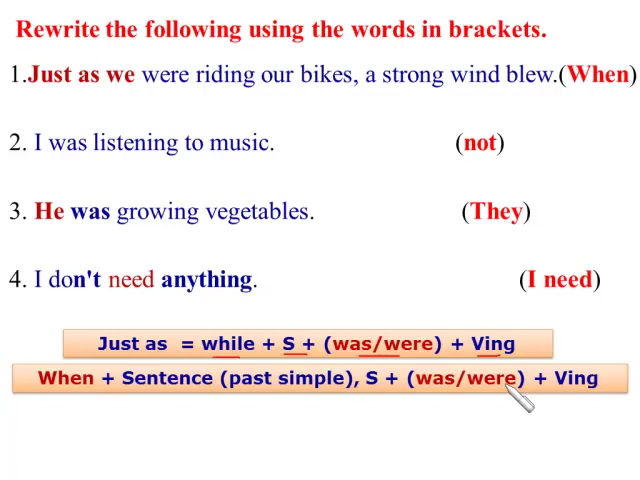 Rewrite the following using the words in brackets.
1.Just as we were riding our bikes, a strong wind blew.(When)
2. I was listening to music. (not)
3. He was growing vegetables. (They)
4. I don't need anything. (I need)
Just as = while + S + (was/were) + Ving
When + Sentence (past simple), S + (was/were) + Ving